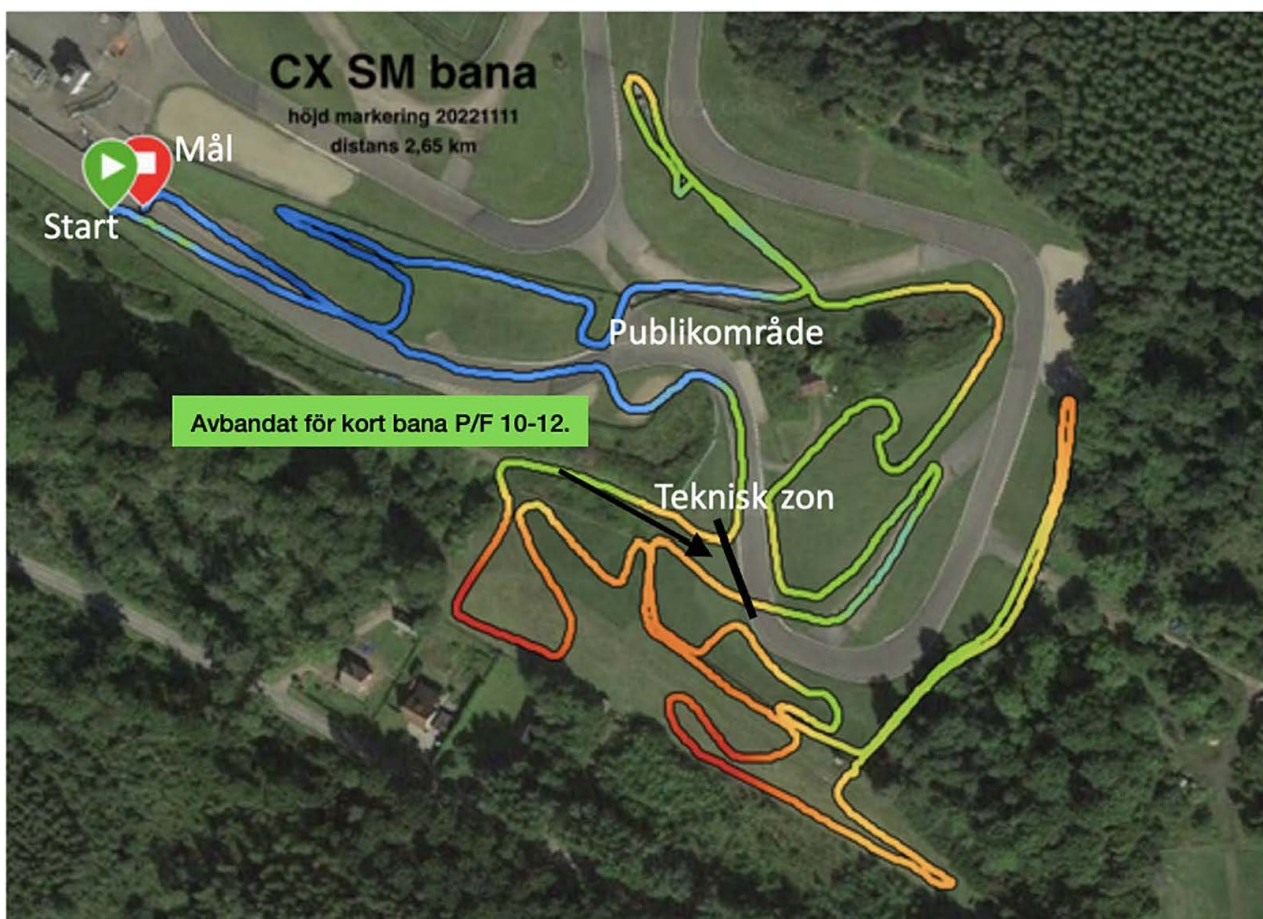 CX SM bana
höjd markering 20221111
distans 2,65 km
Mål
Start
Publikområde
Avbandat för kort bana P/F 10-12.
Teknisk zon